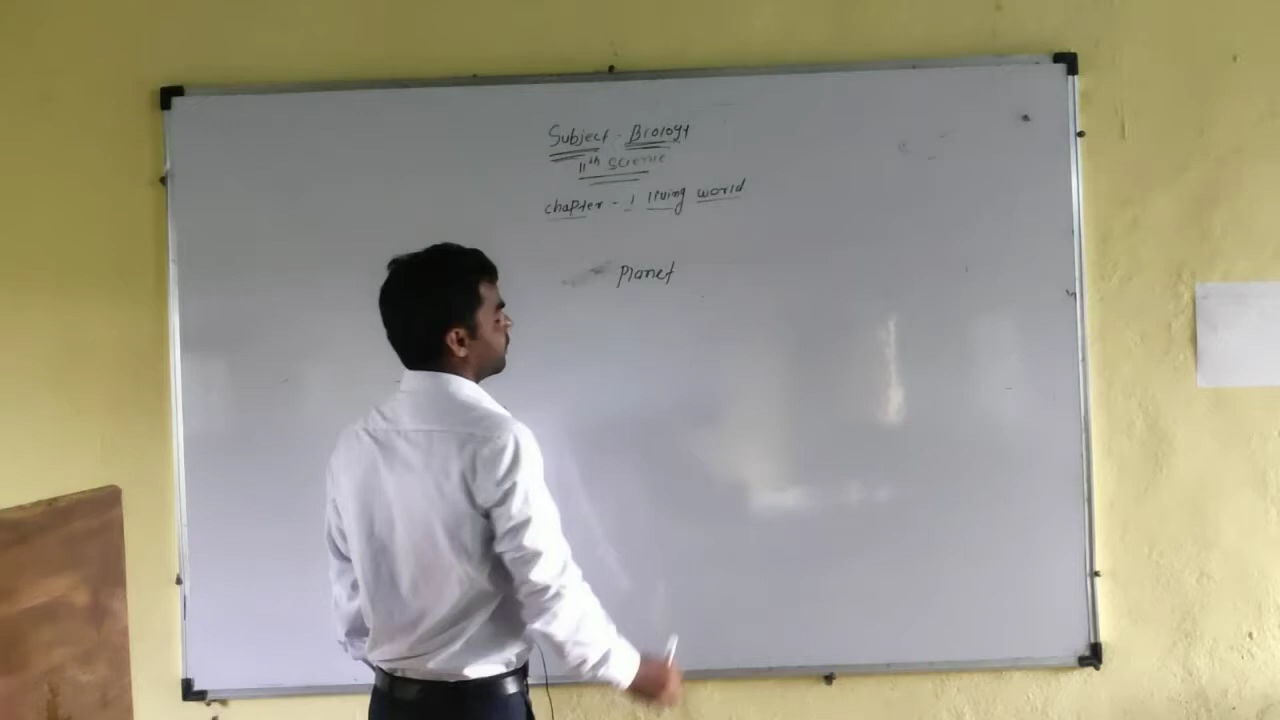 Subject - Biology
11th Science
chapter - 1 living world
Planet